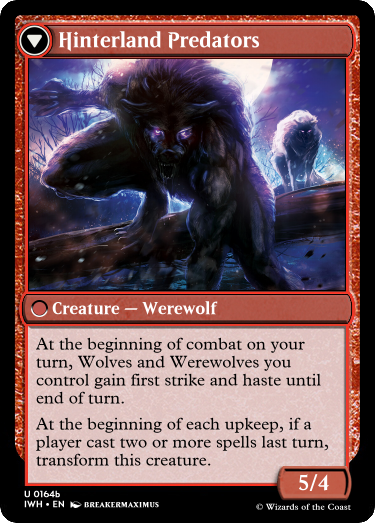 Hinterland Predators
Creature — Werewolf
At the beginning of combat on your
turn, Wolves and Werewolves you
control gain first strike and haste until
end of turn.
At the beginning of each upkeep, if a
player cast two or more spells last turn,
transform this creature.
5/4
U 0164b
IWH • EN BREAKERMAXIMUS
© Wizards of the Coast